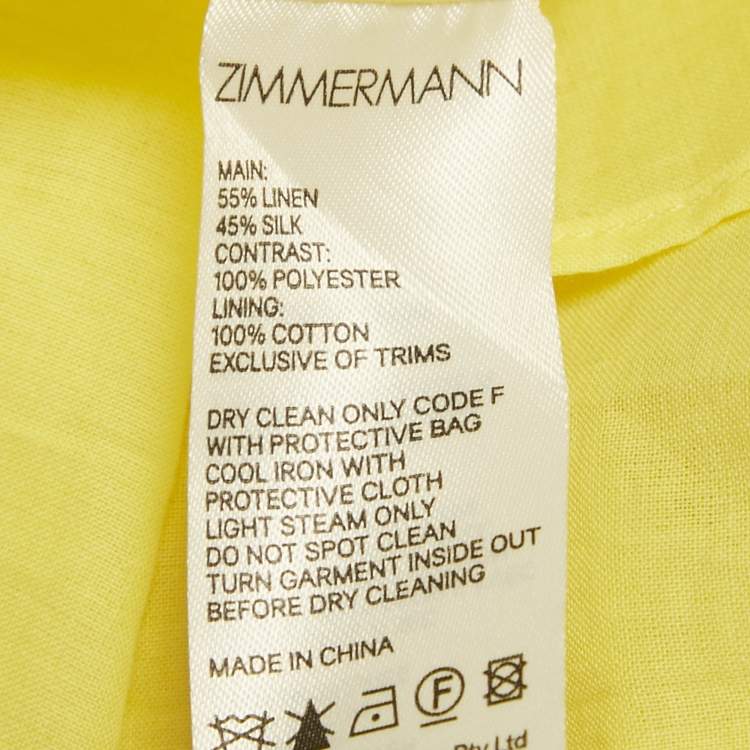 ZIMMERMANN
MAIN:
55% LINEN
45% SILK
CONTRAST:
100% POLYESTER
LINING:
100% COTTON
EXCLUSIVE OF TRIMS
DRY CLEAN ONLY CODE F
WITH PROTECTIVE BAG
COOL IRON WITH
PROTECTIVE CLOTH
LIGHT STEAM ONLY
DO NOT SPOT CLEAN
TURN GARMENT INSIDE OUT
BEFORE DRY CLEANING
MADE IN CHINA
F
Pty Ltd